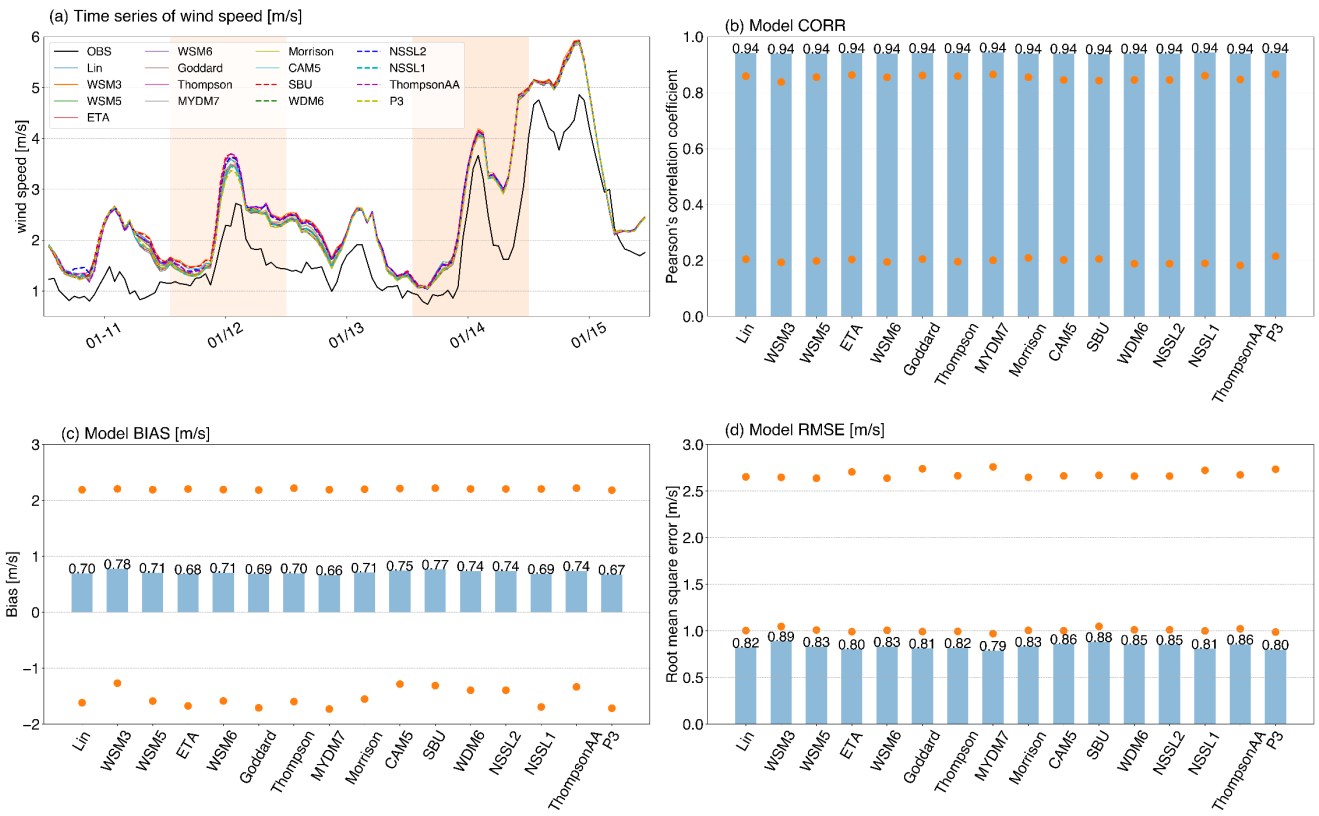 (a) Time series of wind speed [m/s]
wind speed [m/s]
6
5
4
3
2
1
OBS
Lin
WSM3
WSM5
ETA
WSM6
Goddard
Thompson
MYDM7
Morrison
CAM5
SBU
WDM6
NSSL2
NSSL1
ThompsonAA
P3
01-11 01/12 01/13 01/14 01/15
(b) Model CORR
Pearson's correlation coefficient
1.0
0.8
0.6
0.4
0.2
0.0
0.94 0.94 0.94 0.94 0.94 0.94 0.94 0.94 0.94 0.94 0.94 0.94 0.94 0.94 0.94 0.94
Lin WSM3 WSM5 ETA WSM6 Goddard Thompson MYDM7 Morrison CAM5 SBU WDM6 NSSL2 NSSL1 ThompsonAA P3
(c) Model BIAS [m/s]
Bias [m/s]
3
2
1
0
−1
−2
0.70 0.78 0.71 0.68 0.71 0.69 0.70 0.66 0.71 0.75 0.77 0.74 0.74 0.69 0.74 0.67
Lin WSM3 WSM5 ETA WSM6 Goddard Thompson MYDM7 Morrison CAM5 SBU WDM6 NSSL2 NSSL1 ThompsonAA P3
(d) Model RMSE [m/s]
Root mean square error [m/s]
3.0
2.5
2.0
1.5
1.0
0.5
0.0
0.82 0.89 0.83 0.80 0.83 0.81 0.82 0.79 0.83 0.86 0.88 0.85 0.85 0.81 0.86 0.80
Lin WSM3 WSM5 ETA WSM6 Goddard Thompson MYDM7 Morrison CAM5 SBU WDM6 NSSL2 NSSL1 ThompsonAA P3